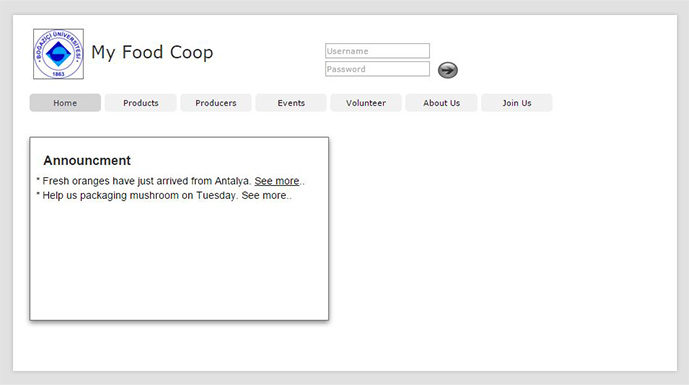 BOĞAZİÇİ ÜNİVERSİTESİ
1863
My Food Coop
Username
Password
Home Products Producers Events Volunteer About Us Join Us
Announcment
* Fresh oranges have just arrived from Antalya. See more..
* Help us packaging mushroom on Tuesday. See more..